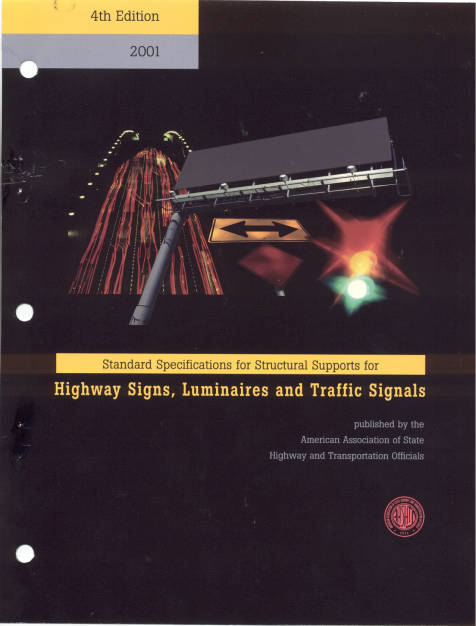 4th Edition
2001
Standard Specifications for Structural Supports for
Highway Signs, Luminaires and Traffic Signals
published by the
American Association of State
Highway and Transportation Officials